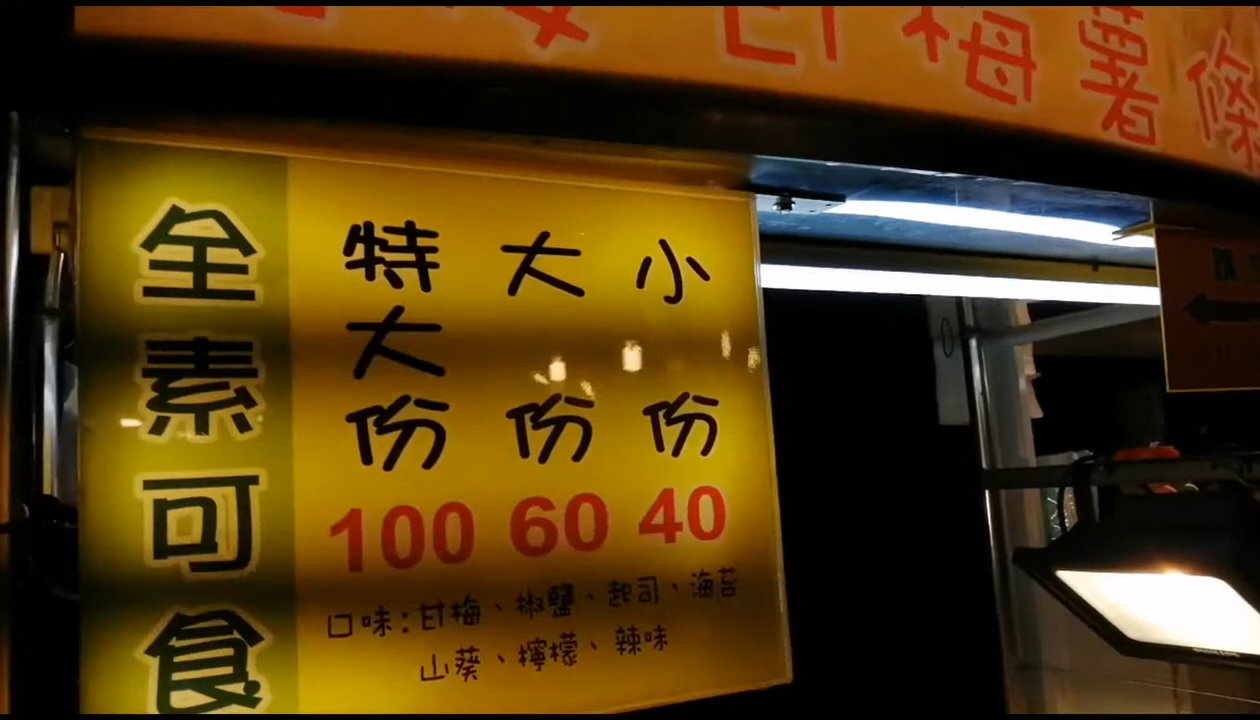 甘梅薯條
全素可食
特大份 大份 小份
100 60 40
口味:甘梅、椒鹽、起司、海苔
山葵、檸檬、辣味